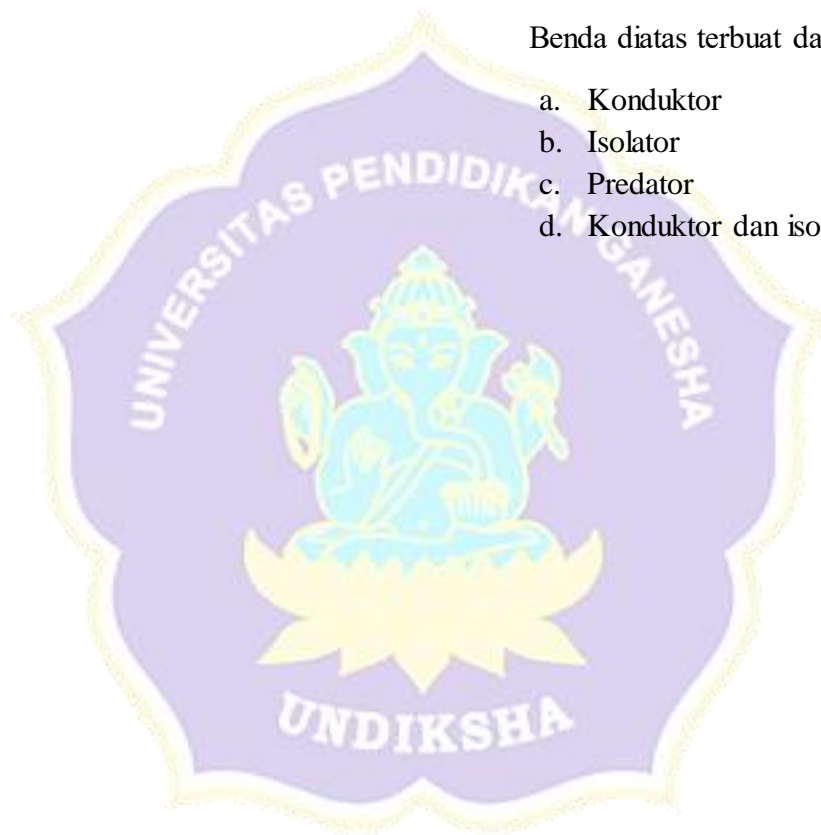 Benda diatas terbuat da
a. Konduktor
b. Isolator
c. Predator
d. Konduktor dan iso
UNIVERSITAS PENDIDIKAN GANESHA
UNDIKSHA